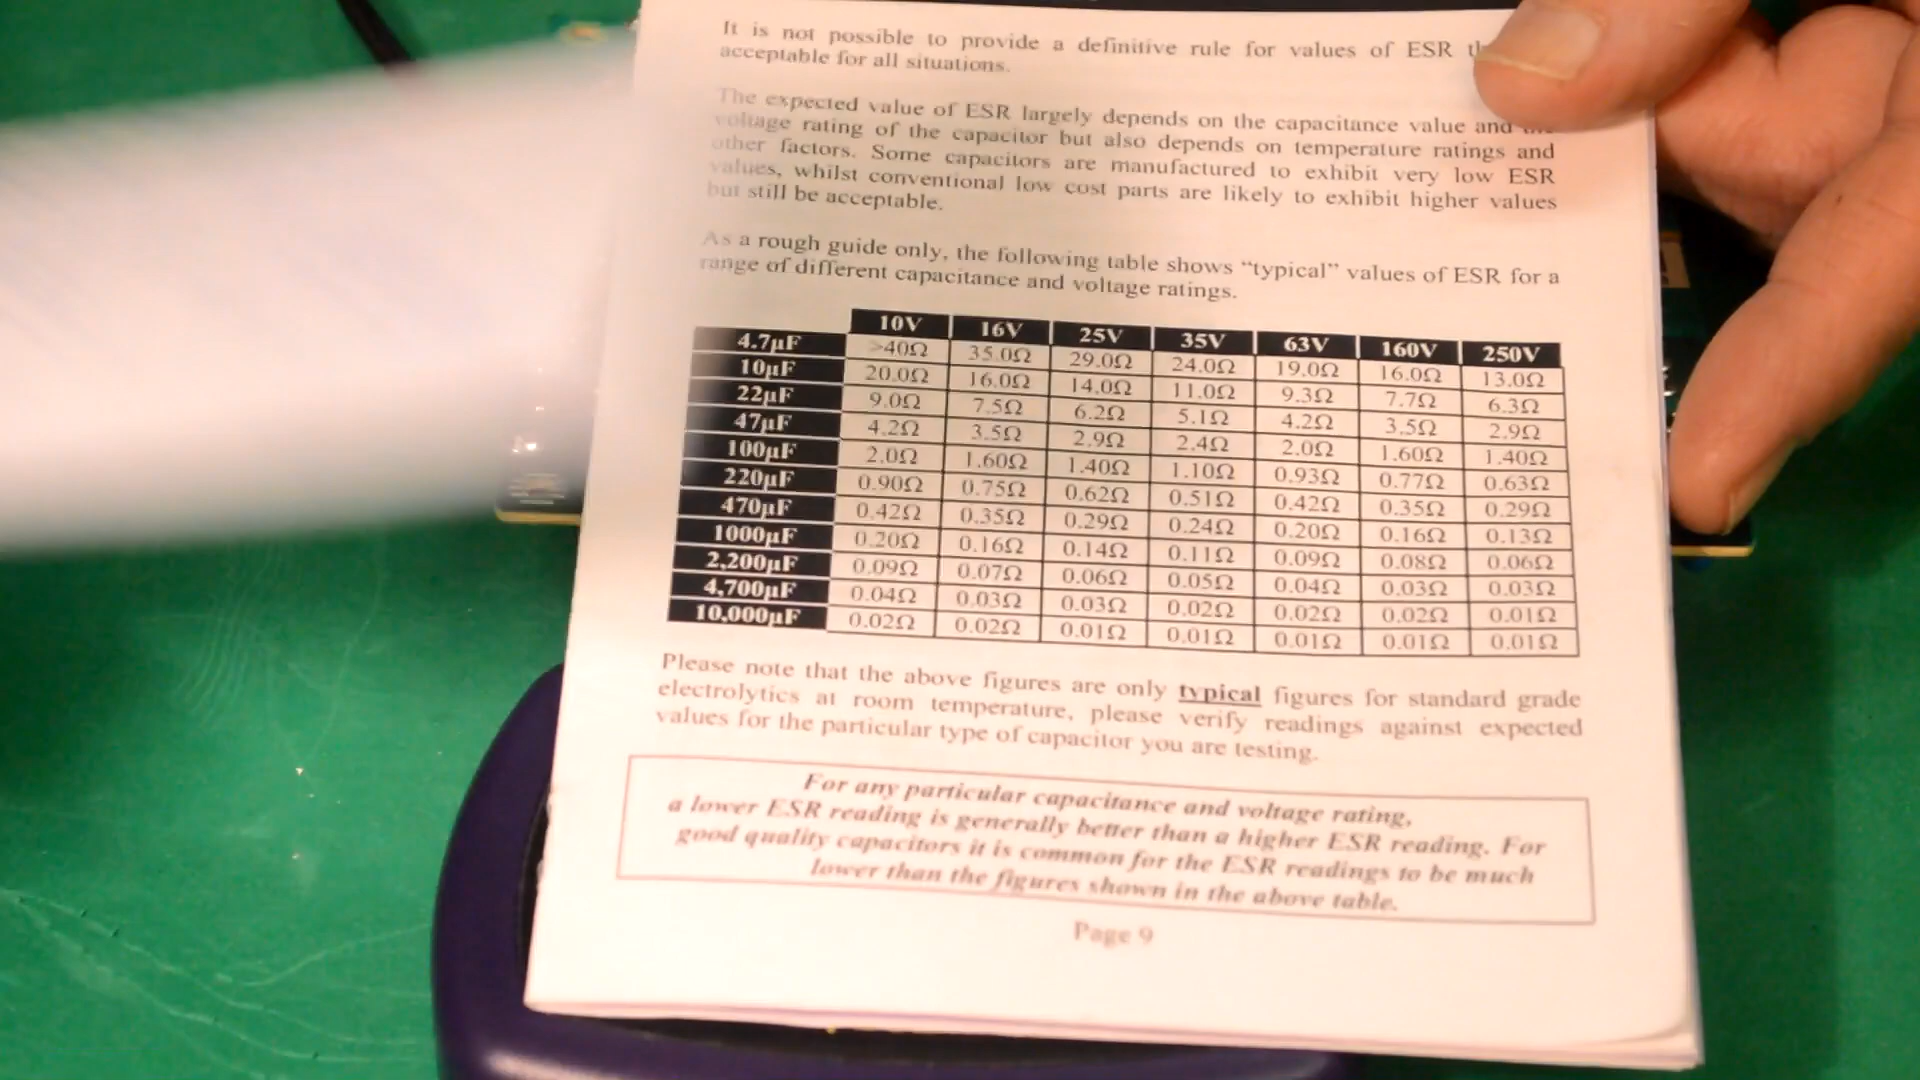 It is not possible to provide a definitive rule for values of ESR
acceptable for all situations.
The expected value of ESR largely depends on the capacitance value and
voltage rating of the capacitor but also depends on temperature ratings and
other factors. Some capacitors are manufactured to exhibit very low ESR
values, whilst conventional low cost parts are likely to exhibit higher values
but still be acceptable.
As a rough guide only, the following table shows "typical" values of ESR for a
range of different capacitance and voltage ratings.
10V 16V 25V 35V 63V 160V 250V
4.7µF >40Ω 35.0Ω 29.0Ω 24.0Ω 19.0Ω 16.0Ω 13.0Ω
10µF 20.0Ω 16.0Ω 14.0Ω 11.0Ω 9.3Ω 7.7Ω 6.3Ω
22µF 9.0Ω 7.5Ω 6.2Ω 5.1Ω 4.2Ω 3.5Ω 2.9Ω
47µF 4.2Ω 3.5Ω 2.9Ω 2.4Ω 2.0Ω 1.60Ω 1.40Ω
100µF 2.0Ω 1.60Ω 1.40Ω 1.10Ω 0.93Ω 0.77Ω 0.63Ω
220µF 0.90Ω 0.75Ω 0.62Ω 0.51Ω 0.42Ω 0.35Ω 0.29Ω
470µF 0.42Ω 0.35Ω 0.29Ω 0.24Ω 0.20Ω 0.16Ω 0.13Ω
1000µF 0.20Ω 0.16Ω 0.14Ω 0.11Ω 0.09Ω 0.08Ω 0.06Ω
2,200µF 0.09Ω 0.07Ω 0.06Ω 0.05Ω 0.04Ω 0.03Ω 0.03Ω
4,700µF 0.04Ω 0.03Ω 0.03Ω 0.02Ω 0.02Ω 0.02Ω 0.01Ω
10,000µF 0.02Ω 0.02Ω 0.01Ω 0.01Ω 0.01Ω 0.01Ω 0.01Ω
Please note that the above figures are only typical figures for standard grade
electrolytics at room temperature, please verify readings against expected
values for the particular type of capacitor you are testing.
For any particular capacitance and voltage rating,
a lower ESR reading is generally better than a higher ESR reading. For
good quality capacitors it is common for the ESR readings to be much
lower than the figures shown in the above table.
Page 9